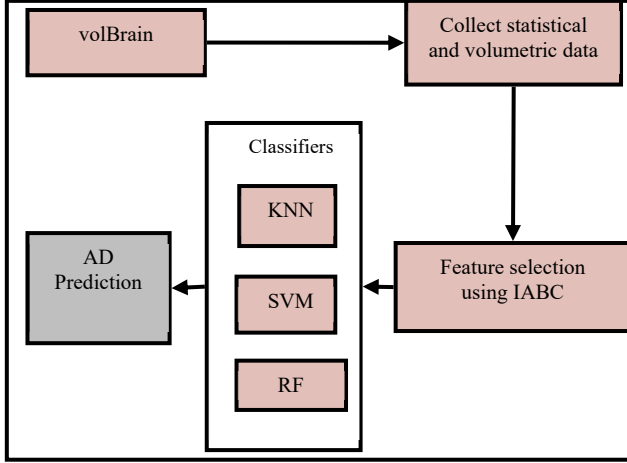 volBrain
Collect statistical
and volumetric data
Classifiers
KNN
SVM
RF
Feature selection
using IABC
AD
Prediction